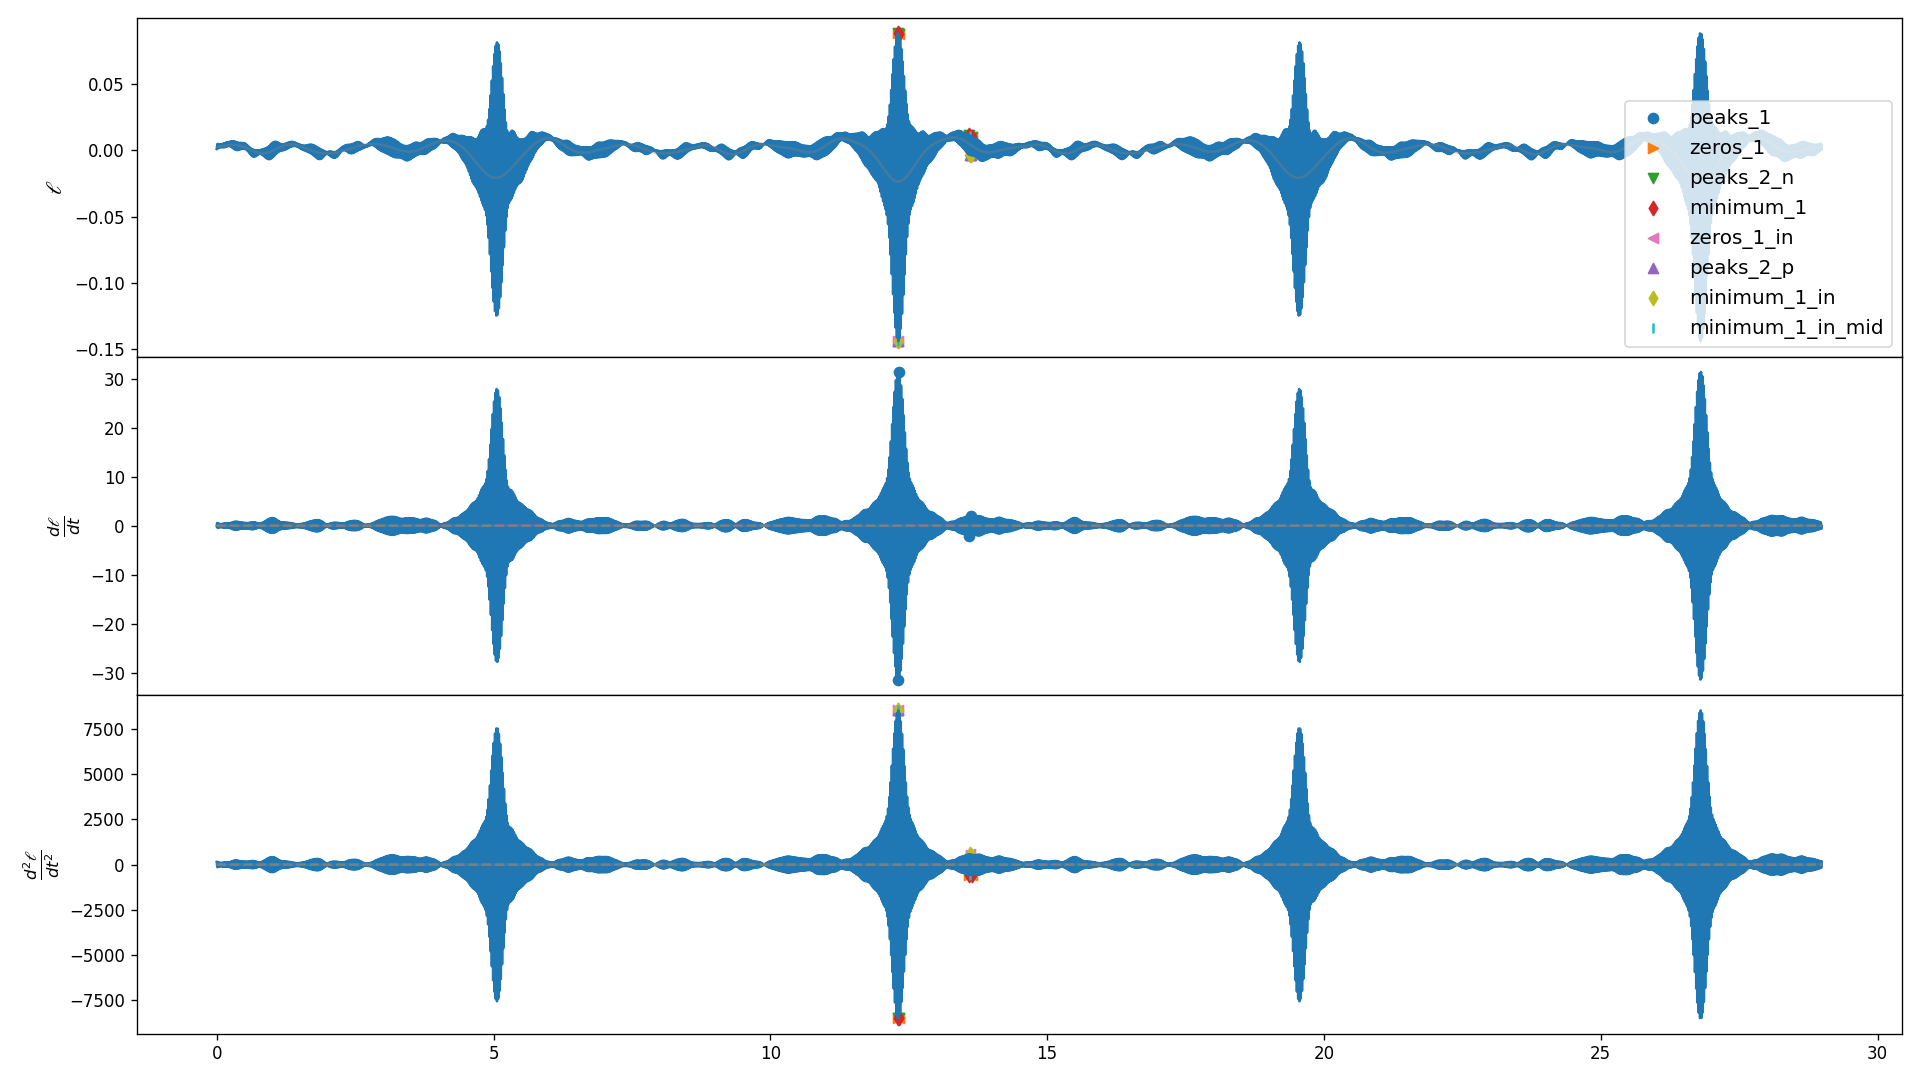 0.05
0.00
−0.05
−0.10
−0.15
ℓ
peaks_1
zeros_1
peaks_2_n
minimum_1
zeros_1_in
peaks_2_p
minimum_1_in
minimum_1_in_mid
30
20
10
0
−10
−20
−30
dℓ
dt
7500
5000
2500
0
−2500
−5000
−7500
d²ℓ
dt²
0 5 10 15 20 25 30